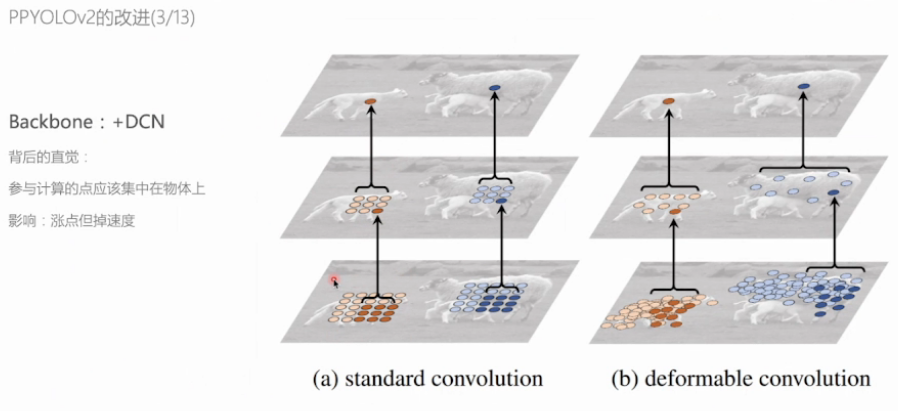 PPYOLOv2的改进(3/13)
Backbone：+DCN
背后的直觉：
参与计算的点应该集中在物体上
影响：涨点但掉速度
(a) standard convolution
(b) deformable convolution